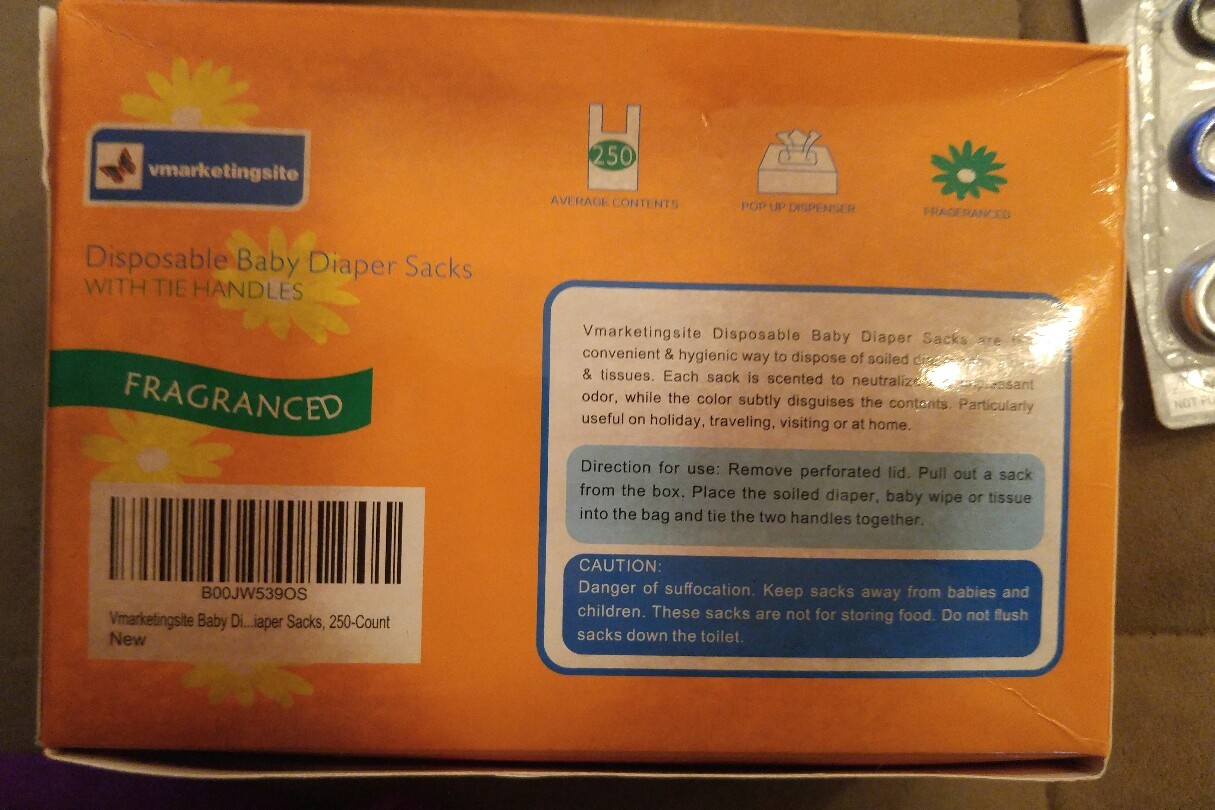 vmarketingsite
250
AVERAGE CONTENTS
POP UP DISPENSER
FRAGERANCED
Disposable Baby Diaper Sacks
WITH TIE HANDLES
FRAGRANCED
B00JW539OS
Vmarketingsite Baby Di...iaper Sacks, 250-Count
New
Vmarketingsite Disposable Baby Diaper Sacks are
convenient & hygienic way to dispose of soiled
& tissues. Each sack is scented to neutralize unpleasant
odor, while the color subtly disguises the contents. Particularly
useful on holiday, traveling, visiting or at home.
Direction for use: Remove perforated lid. Pull out a sack
from the box. Place the soiled diaper, baby wipe or tissue
into the bag and tie the two handles together.
CAUTION:
Danger of suffocation. Keep sacks away from babies and
children. These sacks are not for storing food. Do not flush
sacks down the toilet.
NOT